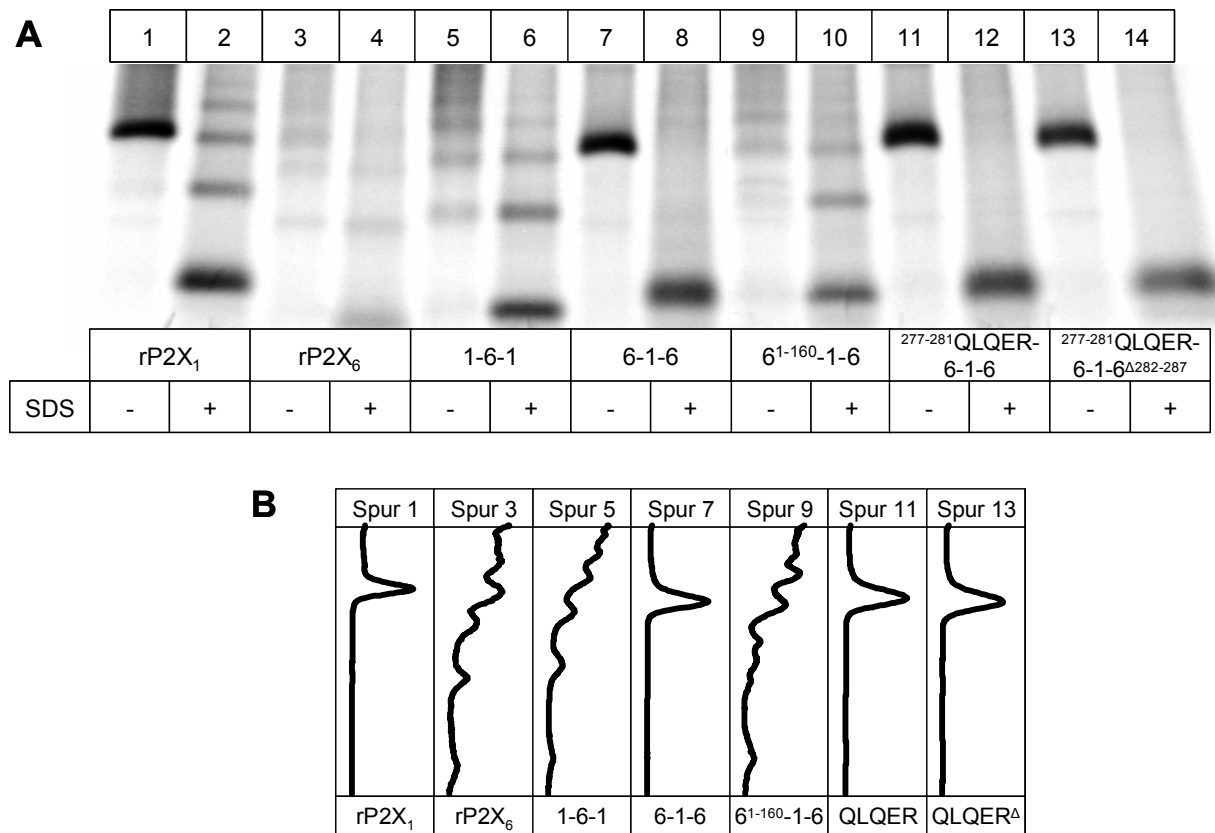 A
1 2 3 4 5 6 7 8 9 10 11 12 13 14
rP2X₁ rP2X₆ 1-6-1 6-1-6 6¹⁻¹⁶⁰-1-6 ²⁷⁷⁻²⁸¹QLQER- ²⁷⁷⁻²⁸¹QLQER-
6-1-6 6-1-6^Δ282-287
SDS - + - + - + - + - + - + - +
B
Spur 1 Spur 3 Spur 5 Spur 7 Spur 9 Spur 11 Spur 13
rP2X₁ rP2X₆ 1-6-1 6-1-6 6¹⁻¹⁶⁰-1-6 QLQER QLQER^Δ